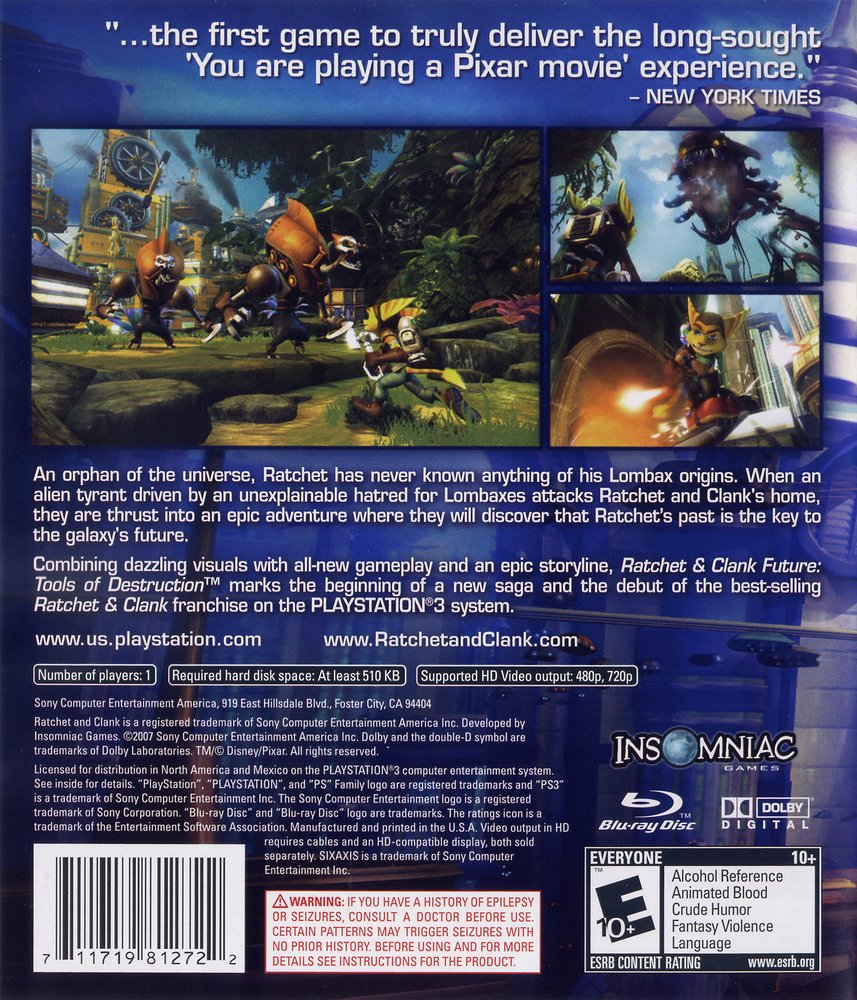 "...the first game to truly deliver the long-sought
'You are playing a Pixar movie' experience."
– NEW YORK TIMES
An orphan of the universe, Ratchet has never known anything of his Lombax origins. When an
alien tyrant driven by an unexplainable hatred for Lombaxes attacks Ratchet and Clank's home,
they are thrust into an epic adventure where they will discover that Ratchet's past is the key to
the galaxy's future.
Combining dazzling visuals with all-new gameplay and an epic storyline, Ratchet & Clank Future:
Tools of Destruction™ marks the beginning of a new saga and the debut of the best-selling
Ratchet & Clank franchise on the PLAYSTATION®3 system.
www.us.playstation.com www.RatchetandClank.com
Number of players: 1 Required hard disk space: At least 510 KB Supported HD Video output: 480p, 720p
Sony Computer Entertainment America, 919 East Hillsdale Blvd., Foster City, CA 94404
Ratchet and Clank is a registered trademark of Sony Computer Entertainment America Inc. Developed by
Insomniac Games. ©2007 Sony Computer Entertainment America Inc. Dolby and the double-D symbol are
trademarks of Dolby Laboratories. TM/© Disney/Pixar. All rights reserved.
Licensed for distribution in North America and Mexico on the PLAYSTATION®3 computer entertainment system.
See inside for details. "PlayStation", "PLAYSTATION", and "PS" Family logo are registered trademarks and "PS3"
is a trademark of Sony Computer Entertainment Inc. The Sony Computer Entertainment logo is a registered
trademark of Sony Corporation. "Blu-ray Disc" and "Blu-ray Disc" logo are trademarks. The ratings icon is a
trademark of the Entertainment Software Association. Manufactured and printed in the U.S.A. Video output in HD
requires cables and an HD-compatible display, both sold
separately. SIXAXIS is a trademark of Sony Computer
Entertainment Inc.
INSOMNIAC
GAMES
Blu-ray Disc™
DOLBY
DIGITAL
7 11719 81272 2
WARNING: IF YOU HAVE A HISTORY OF EPILEPSY
OR SEIZURES, CONSULT A DOCTOR BEFORE USE.
CERTAIN PATTERNS MAY TRIGGER SEIZURES WITH
NO PRIOR HISTORY. BEFORE USING AND FOR MORE
DETAILS SEE INSTRUCTIONS FOR THE PRODUCT.
EVERYONE 10+
™
E
10+
Alcohol Reference
Animated Blood
Crude Humor
Fantasy Violence
Language
ESRB CONTENT RATING www.esrb.org